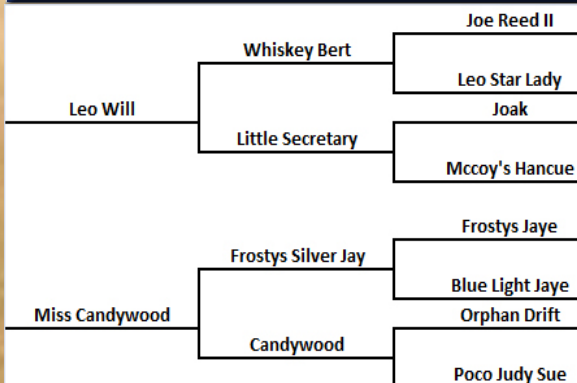 Joe Reed II
Whiskey Bert
Leo Star Lady
Leo Will
Joak
Little Secretary
Mccoy's Hancue
Frostys Jaye
Frostys Silver Jay
Blue Light Jaye
Miss Candywood
Orphan Drift
Candywood
Poco Judy Sue